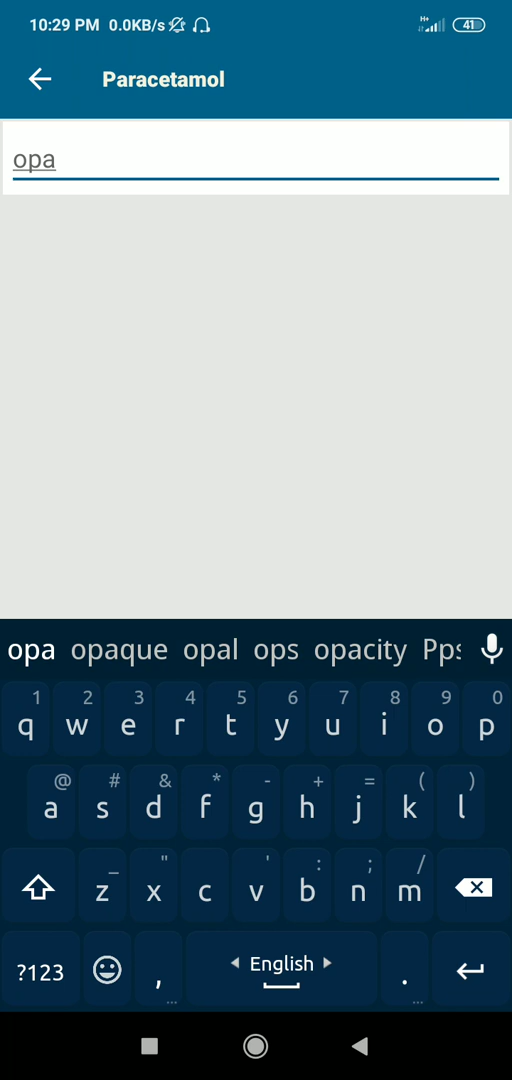 10:29 PM 0.0KB/s H+ 41
Paracetamol
opa
opa opaque opal ops opacity Pps
1 2 3 4 5 6 7 8 9 0
q w e r t y u i o p
@ # & * - + = ( )
a s d f g h j k l
_ " ' : ; /
z x c v b n m
?123 , ... English . ...